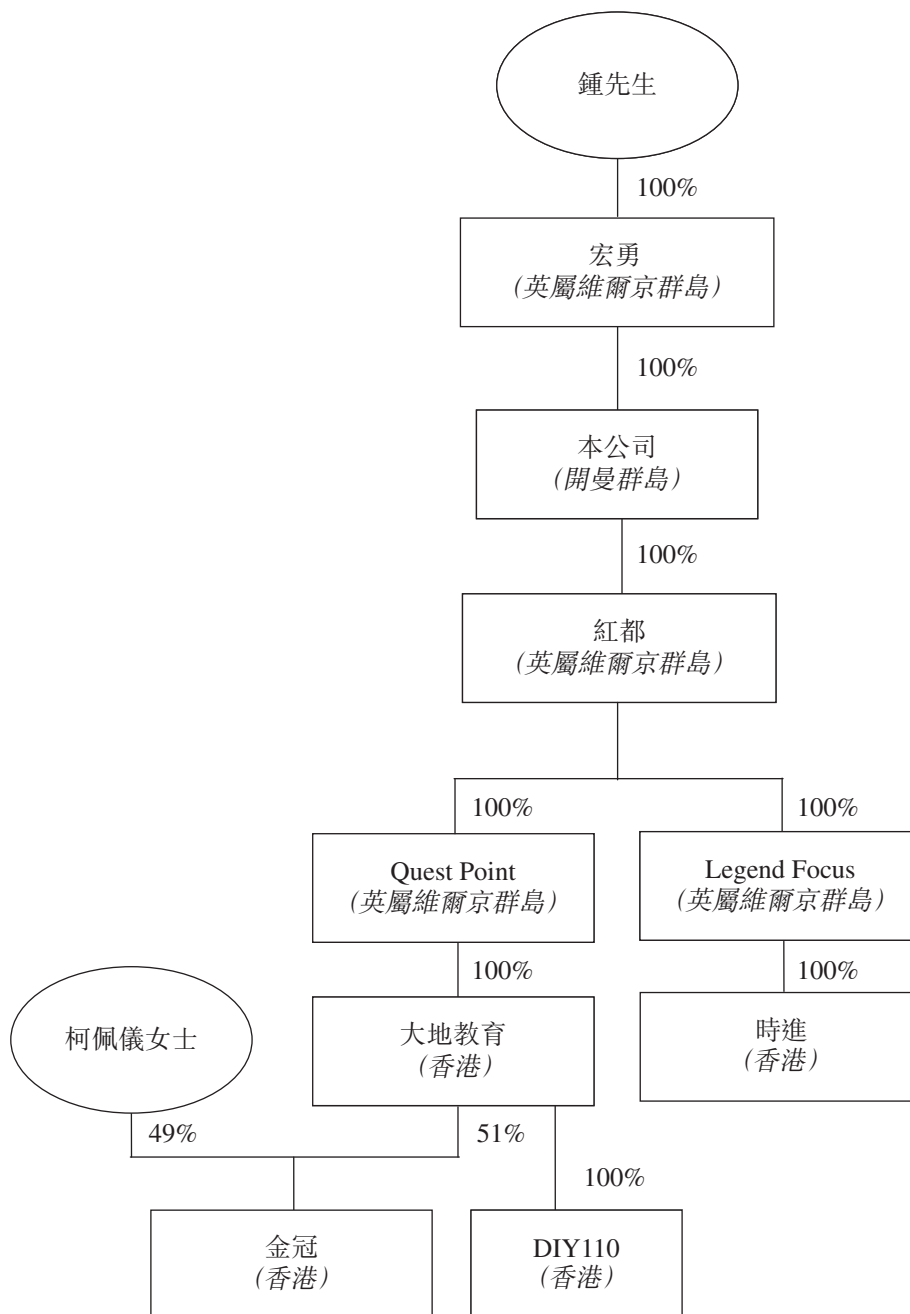 鍾先生
100%
宏勇
(英屬維爾京群島)
100%
本公司
(開曼群島)
100%
紅都
(英屬維爾京群島)
100%
100%
Quest Point
(英屬維爾京群島)
Legend Focus
(英屬維爾京群島)
100%
100%
柯佩儀女士
大地教育
(香港)
時進
(香港)
49%
51%
100%
金冠
(香港)
DIY110
(香港)